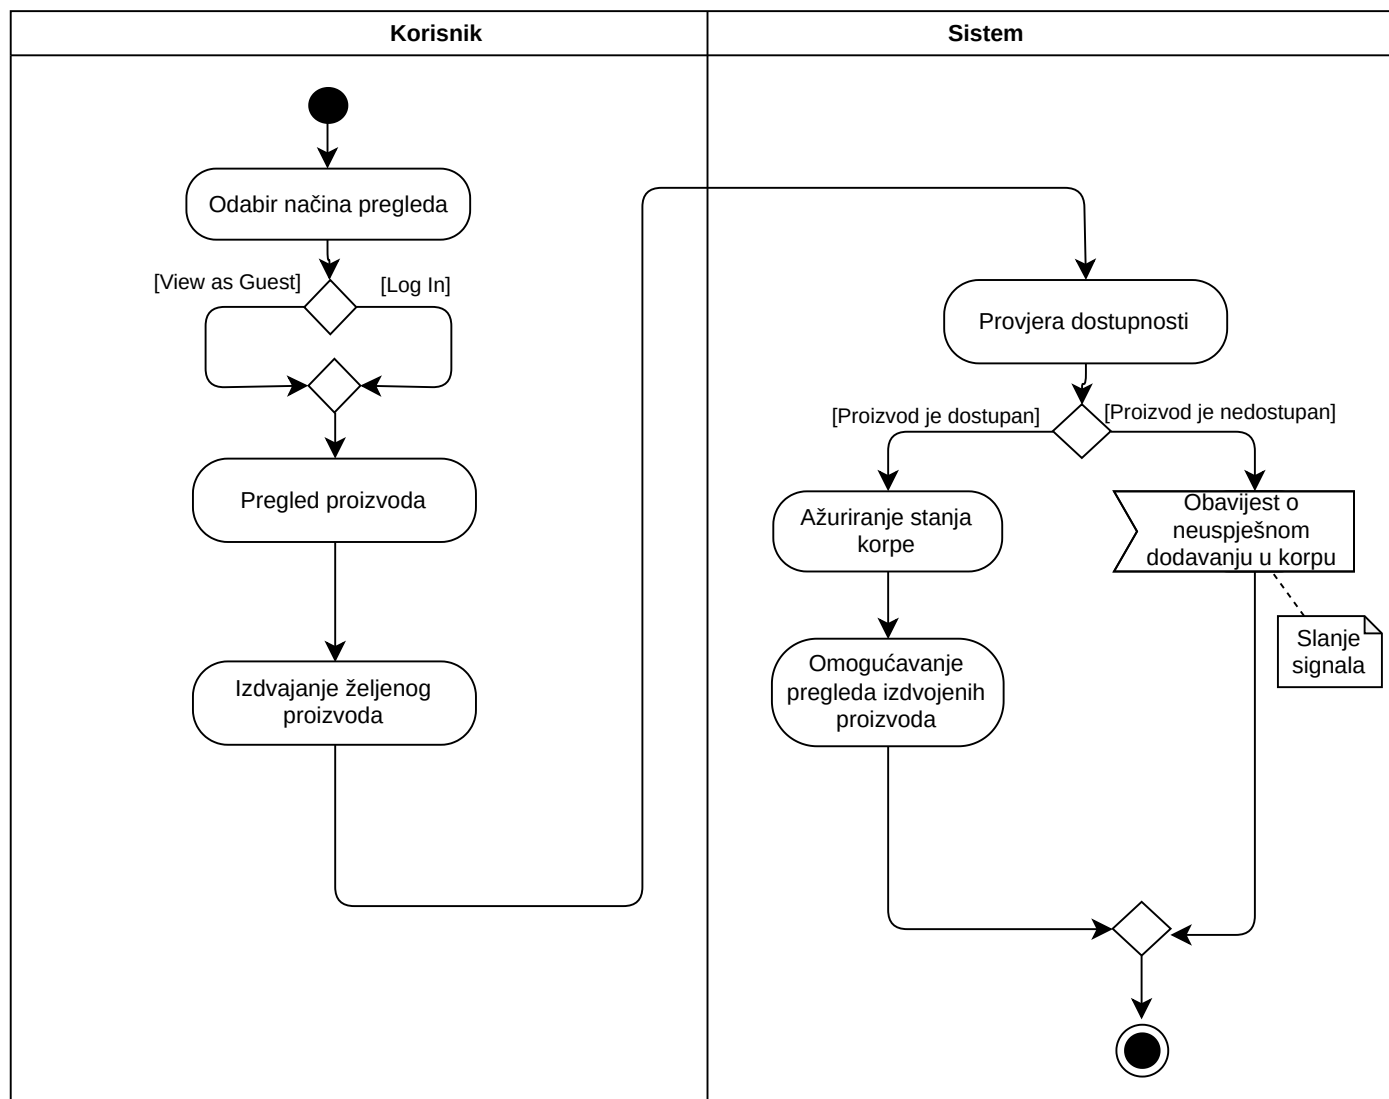 Korisnik
Sistem
Odabir načina pregleda
[View as Guest]
[Log In]
Pregled proizvoda
Izdvajanje željenog
proizvoda
Provjera dostupnosti
[Proizvod je dostupan]
[Proizvod je nedostupan]
Ažuriranje stanja
korpe
Obavijest o
neuspješnom
dodavanju u korpu
Omogućavanje
pregleda izdvojenih
proizvoda
Slanje
signala